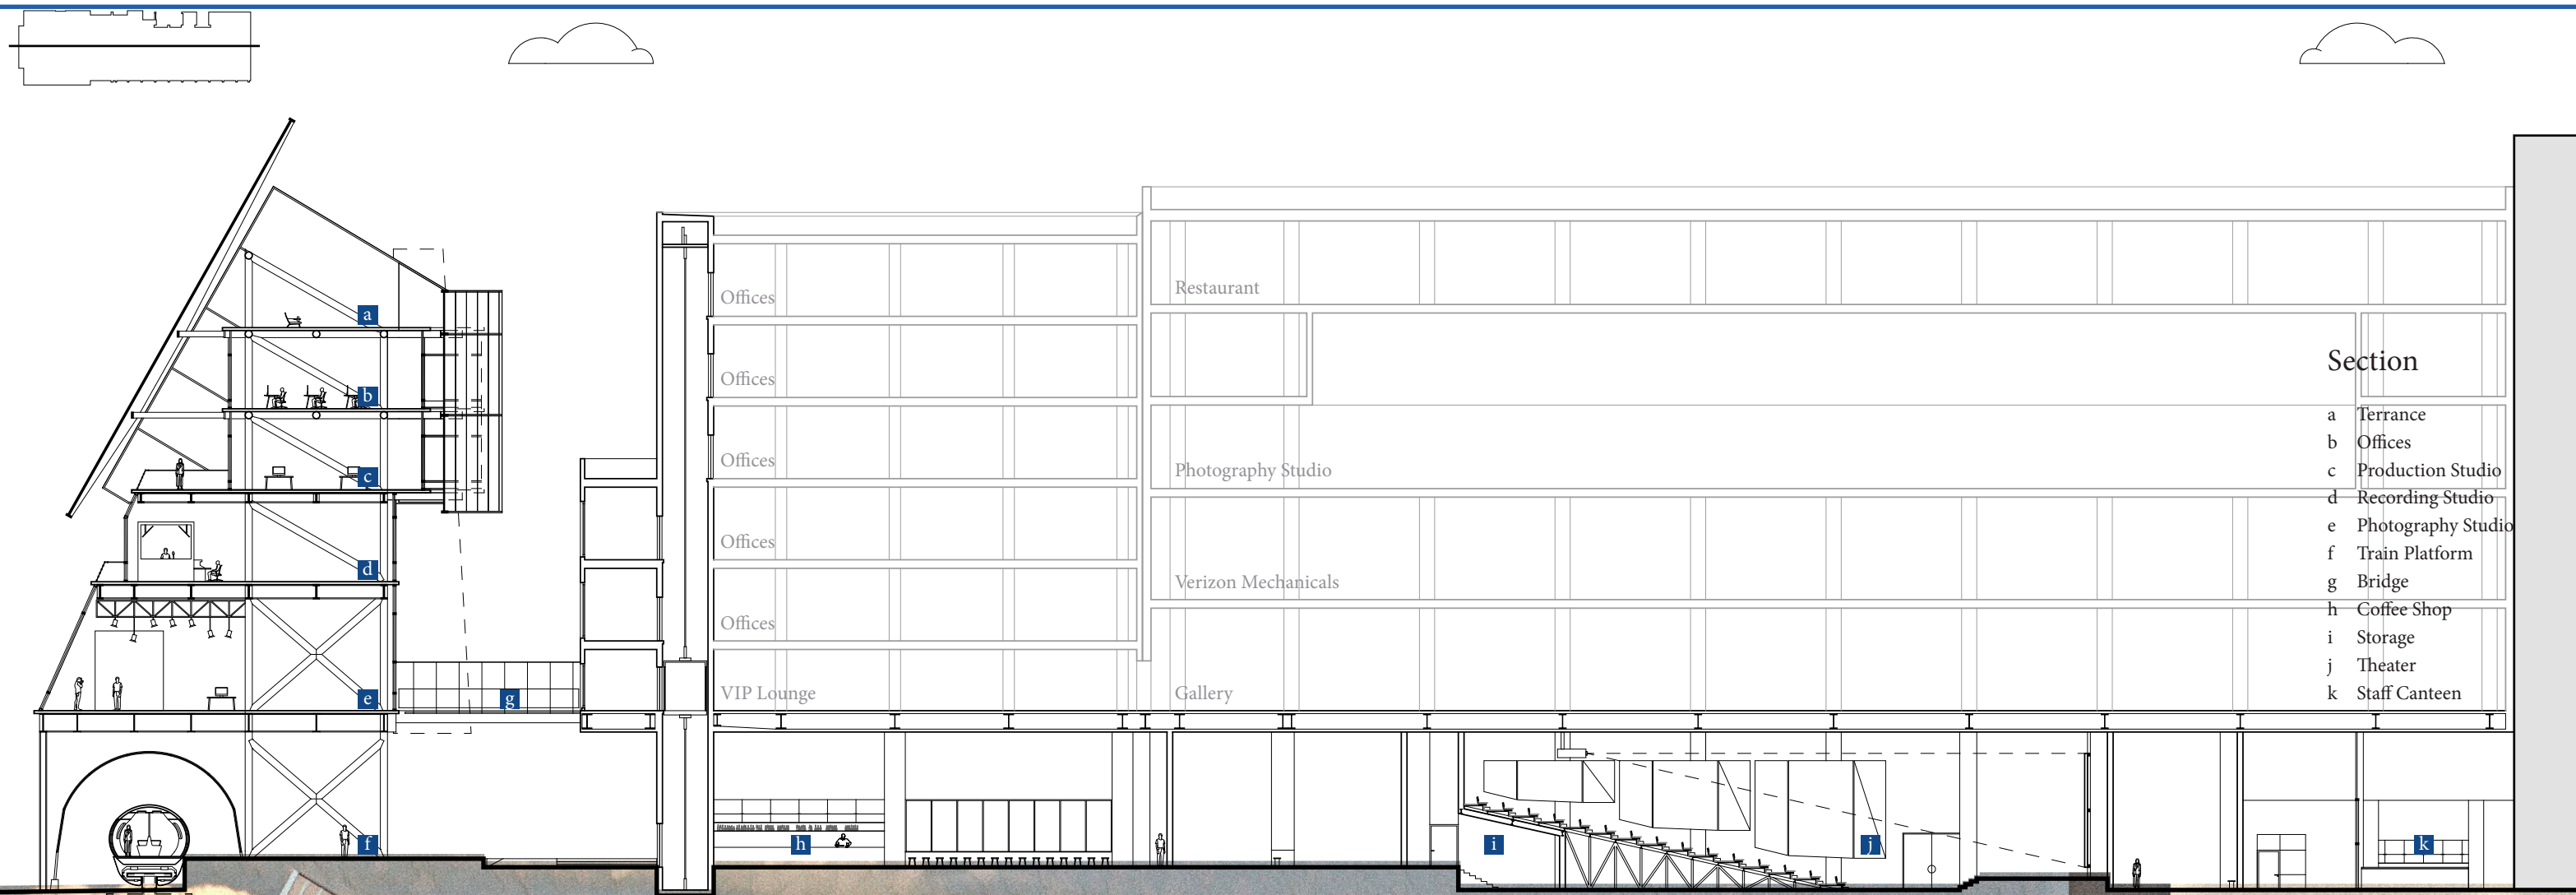 a
b
c
d
e
f
g
h
i
j
k
Offices
Offices
Offices
Offices
Offices
VIP Lounge
Restaurant
Photography Studio
Verizon Mechanicals
Gallery
Section
a Terrance
b Offices
c Production Studio
d Recording Studio
e Photography Studio
f Train Platform
g Bridge
h Coffee Shop
i Storage
j Theater
k Staff Canteen